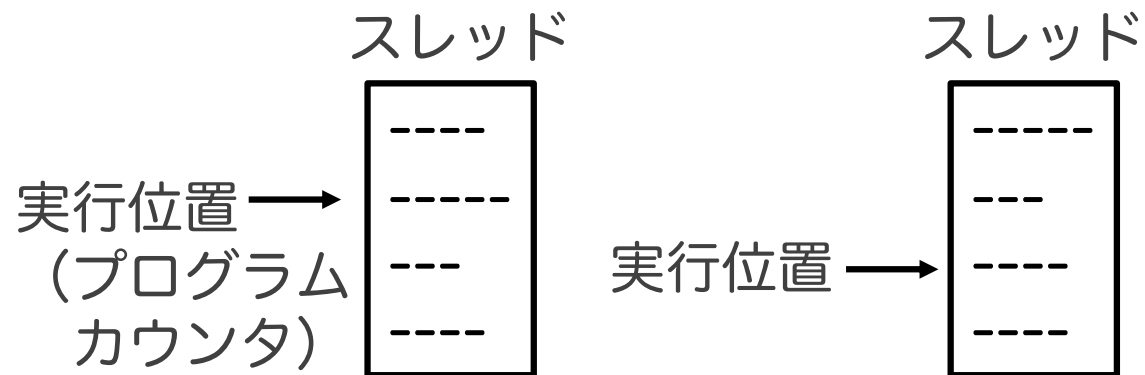 スレッド
実行位置
（プログラム
カウンタ）
スレッド
実行位置